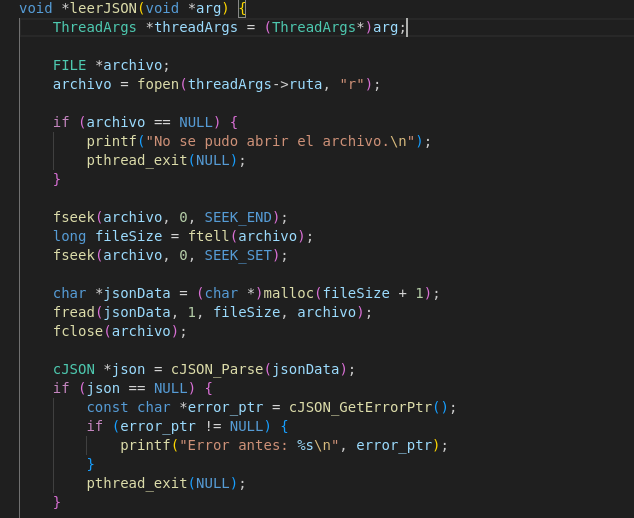 void *leerJSON(void *arg) {
ThreadArgs *threadArgs = (ThreadArgs*)arg;
FILE *archivo;
archivo = fopen(threadArgs->ruta, "r");
if (archivo == NULL) {
printf("No se pudo abrir el archivo.\n");
pthread_exit(NULL);
}
fseek(archivo, 0, SEEK_END);
long fileSize = ftell(archivo);
fseek(archivo, 0, SEEK_SET);
char *jsonData = (char *)malloc(fileSize + 1);
fread(jsonData, 1, fileSize, archivo);
fclose(archivo);
cJSON *json = cJSON_Parse(jsonData);
if (json == NULL) {
const char *error_ptr = cJSON_GetErrorPtr();
if (error_ptr != NULL) {
printf("Error antes: %s\n", error_ptr);
}
pthread_exit(NULL);
}